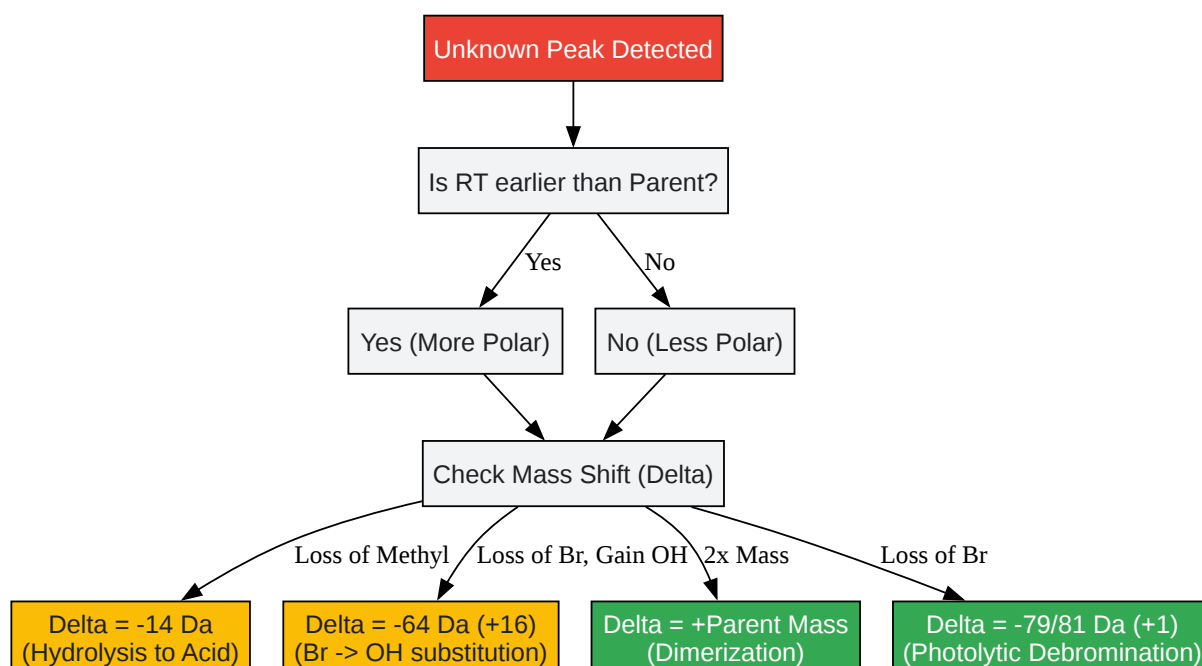 Unknown Peak Detected
Is RT earlier than Parent?
Yes
No
Yes (More Polar)
No (Less Polar)
Check Mass Shift (Delta)
Loss of Methyl
Loss of Br, Gain OH
2x Mass
Loss of Br
Delta = -14 Da
(Hydrolysis to Acid)
Delta = -64 Da (+16)
(Br -> OH substitution)
Delta = +Parent Mass
(Dimerization)
Delta = -79/81 Da (+1)
(Photolytic Debromination)